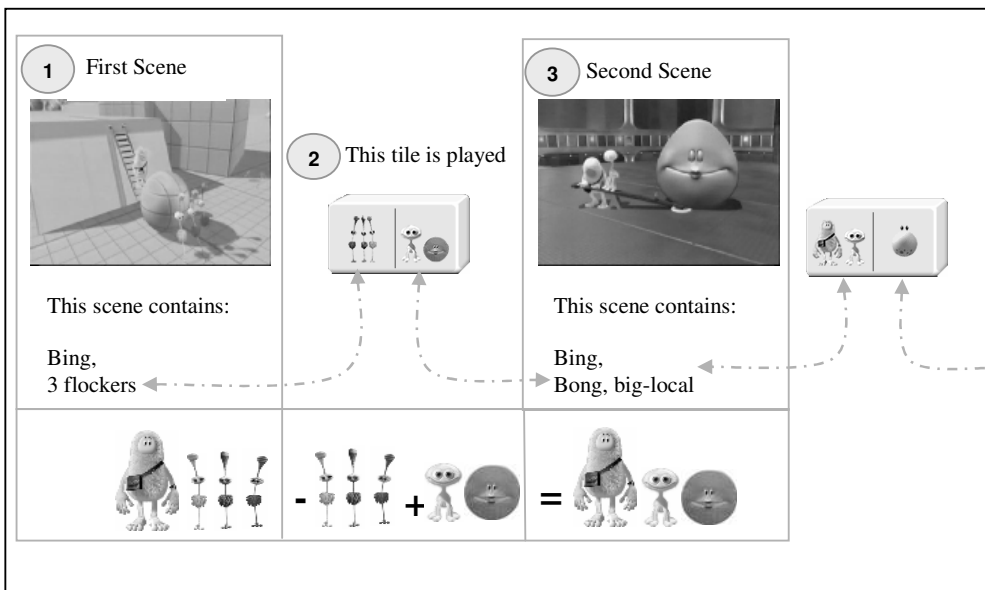 1
First Scene
2
This tile is played
3
Second Scene
This scene contains:
Bing,
3 flockers
This scene contains:
Bing,
Bong, big-local
-
+
=